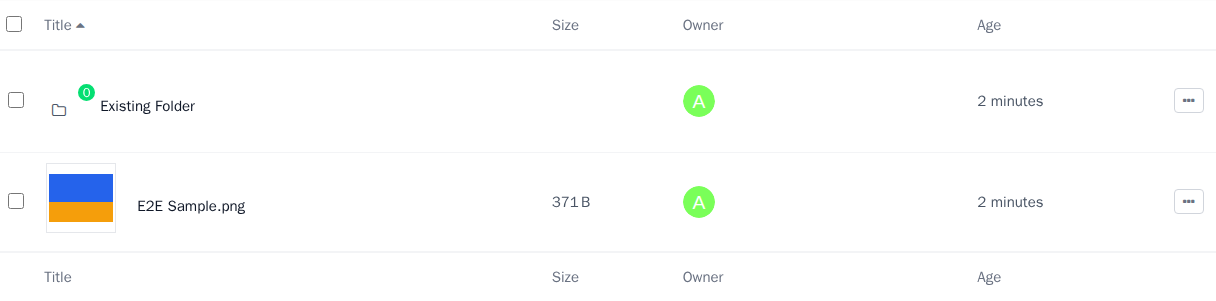 Title Size Owner Age
0 Existing Folder A 2 minutes
E2E Sample.png 371 B A 2 minutes
Title Size Owner Age